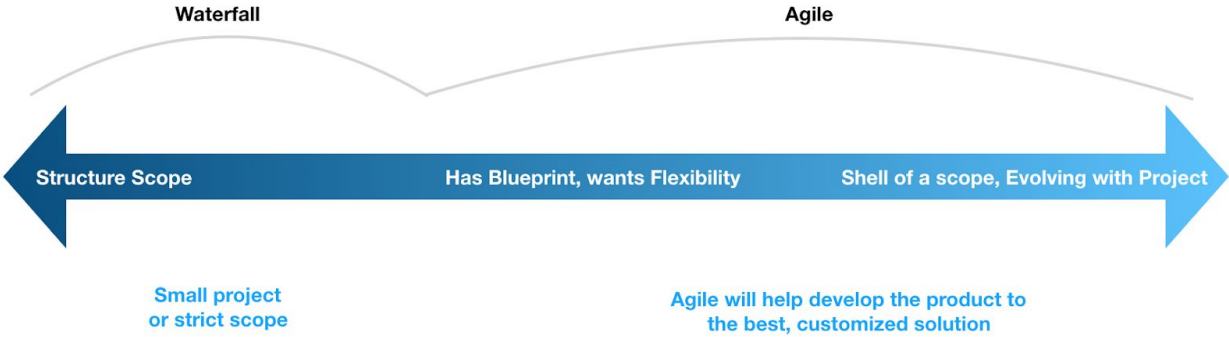 Waterfall
Agile
Structure Scope
Has Blueprint, wants Flexibility
Shell of a scope, Evolving with Project
Small project
or strict scope
Agile will help develop the product to
the best, customized solution